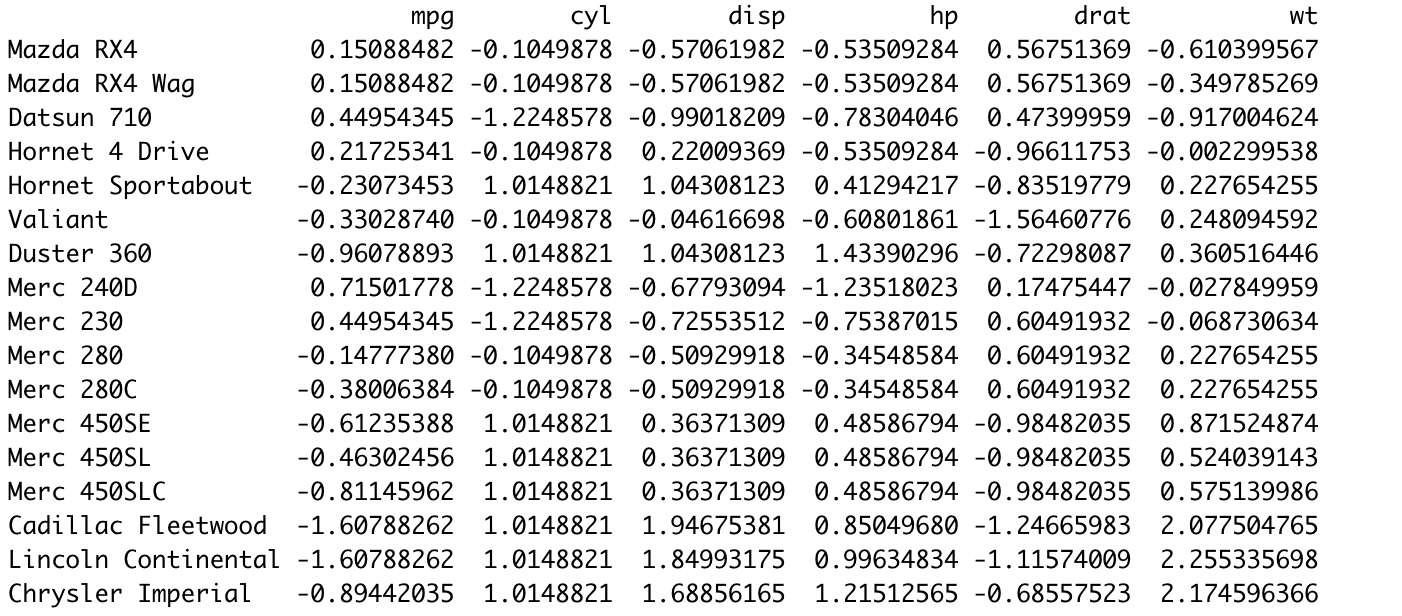 mpg cyl disp hp drat wt
Mazda RX4 0.15088482 -0.1049878 -0.57061982 -0.53509284 0.56751369 -0.610399567
Mazda RX4 Wag 0.15088482 -0.1049878 -0.57061982 -0.53509284 0.56751369 -0.349785269
Datsun 710 0.44954345 -1.2248578 -0.99018209 -0.78304046 0.47399959 -0.917004624
Hornet 4 Drive 0.21725341 -0.1049878 0.22009369 -0.53509284 -0.96611753 -0.002299538
Hornet Sportabout -0.23073453 1.0148821 1.04308123 0.41294217 -0.83519779 0.227654255
Valiant -0.33028740 -0.1049878 -0.04616698 -0.60801861 -1.56460776 0.248094592
Duster 360 -0.96078893 1.0148821 1.04308123 1.43390296 -0.72298087 0.360516446
Merc 240D 0.71501778 -1.2248578 -0.67793094 -1.23518023 0.17475447 -0.027849959
Merc 230 0.44954345 -1.2248578 -0.72553512 -0.75387015 0.60491932 -0.068730634
Merc 280 -0.14777380 -0.1049878 -0.50929918 -0.34548584 0.60491932 0.227654255
Merc 280C -0.38006384 -0.1049878 -0.50929918 -0.34548584 0.60491932 0.227654255
Merc 450SE -0.61235388 1.0148821 0.36371309 0.48586794 -0.98482035 0.871524874
Merc 450SL -0.46302456 1.0148821 0.36371309 0.48586794 -0.98482035 0.524039143
Merc 450SLC -0.81145962 1.0148821 0.36371309 0.48586794 -0.98482035 0.575139986
Cadillac Fleetwood -1.60788262 1.0148821 1.94675381 0.85049680 -1.24665983 2.077504765
Lincoln Continental -1.60788262 1.0148821 1.84993175 0.99634834 -1.11574009 2.255335698
Chrysler Imperial -0.89442035 1.0148821 1.68856165 1.21512565 -0.68557523 2.174596366